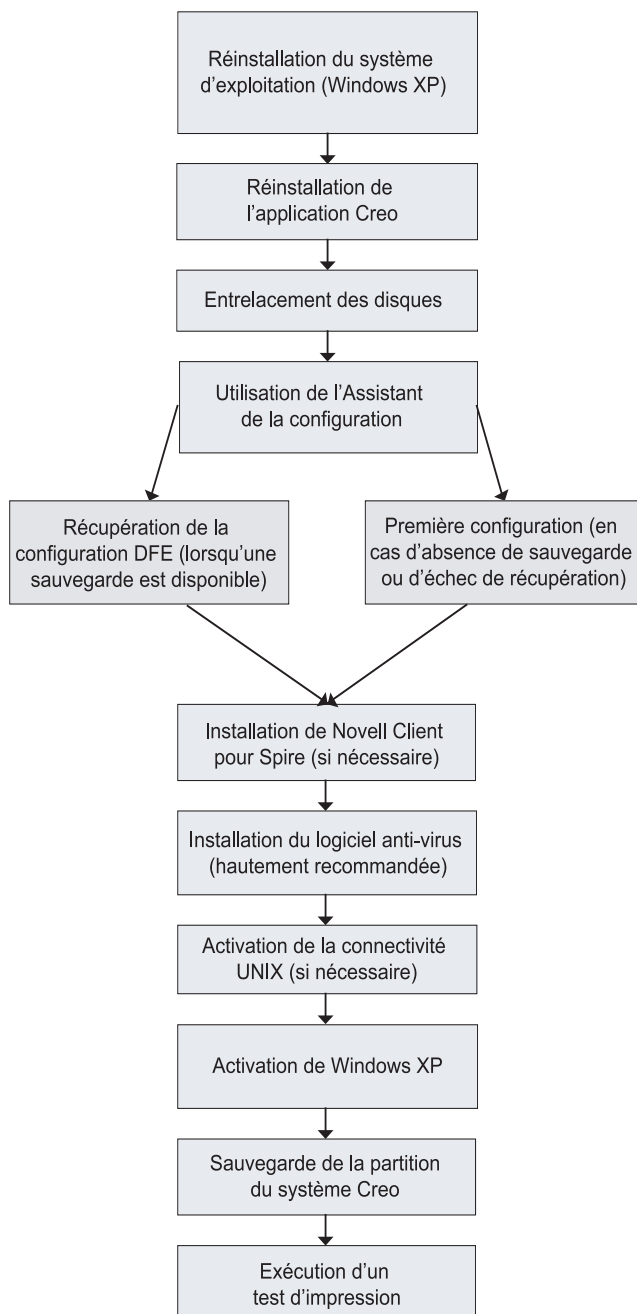 Réinstallation du système
d’exploitation (Windows XP)
Réinstallation de
l’application Creo
Entrelacement des disques
Utilisation de l’Assistant
de la configuration
Récupération de la
configuration DFE (lorsqu’une
sauvegarde est disponible)
Première configuration (en
cas d’absence de sauvegarde
ou d’échec de récupération)
Installation de Novell Client
pour Spire (si nécessaire)
Installation du logiciel anti-virus
(hautement recommandée)
Activation de la connectivité
UNIX (si nécessaire)
Activation de Windows XP
Sauvegarde de la partition
du système Creo
Exécution d’un
test d’impression